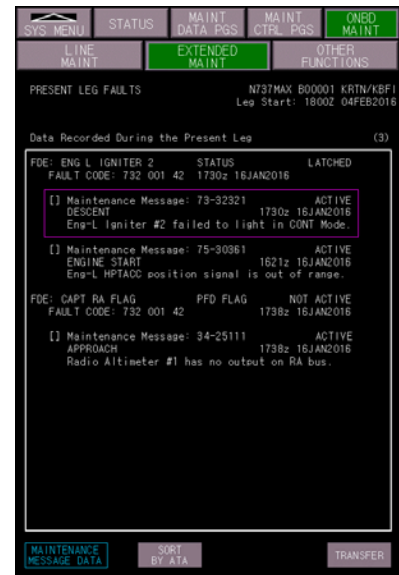 SYS MENU
STATUS
MAINT
DATA PGS
MAINT
CTRL PGS
ONBD
MAINT
LINE
MAINT
EXTENDED
MAINT
OTHER
FUNCTIONS
PRESENT LEG FAULTS N737MAX B00001 KRTN/KBFI
Leg Start: 1800Z 04FEB2016
Data Recorded During the Present Leg (3)
FDE: ENG L IGNITER 2 STATUS LATCHED
FAULT CODE: 732 001 42 1730z 16JAN2016
[] Maintenance Message: 73-32321 ACTIVE
DESCENT 1730z 16JAN2016
Eng-L Igniter #2 failed to light in CONT Mode.
[] Maintenance Message: 75-30361 ACTIVE
ENGINE START 1621z 16JAN2016
Eng-L HPTACC position signal is out of range.
FDE: CAPT RA FLAG PFD FLAG NOT ACTIVE
FAULT CODE: 732 001 42 1738z 16JAN2016
[] Maintenance Message: 34-25111 ACTIVE
APPROACH 1738z 16JAN2016
Radio Altimeter #1 has no output on RA bus.
MAINTENANCE
MESSAGE DATA
SORT
BY ATA
TRANSFER